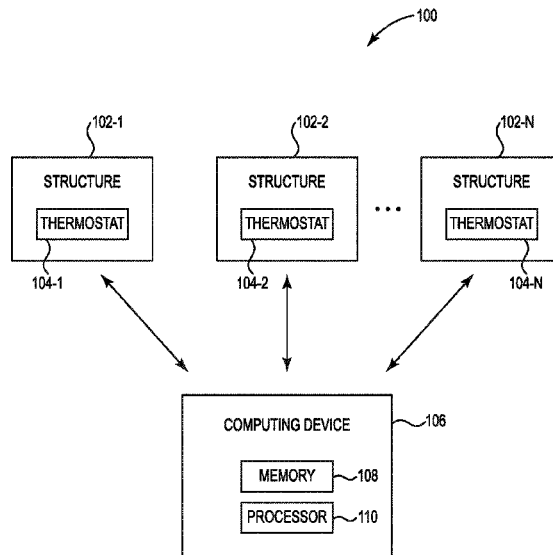 100
102-1
102-2
102-N
STRUCTURE
STRUCTURE
STRUCTURE
THERMOSTAT
THERMOSTAT
THERMOSTAT
...
104-1
104-2
104-N
COMPUTING DEVICE
106
MEMORY
108
PROCESSOR
110